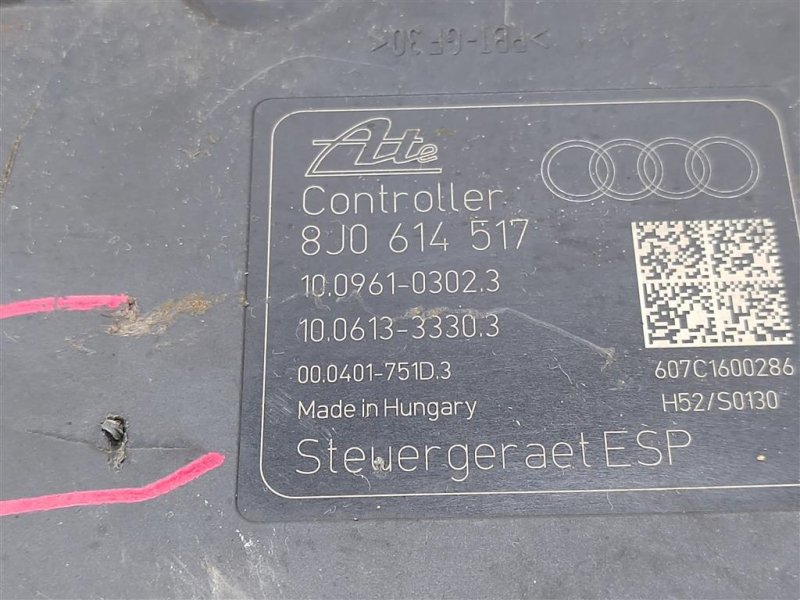 >PBT-GF30<
Ate
Controller
8J0 614 517
10.0961-0302.3
10.0613-3330.3
00.0401-751D.3
607C1600286
Made in Hungary
H52/S0130
Steuergeraet ESP